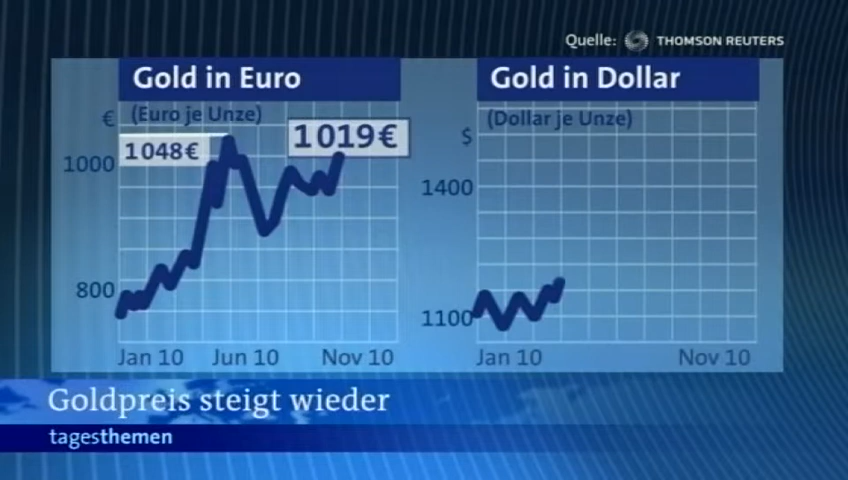 Quelle: THOMSON REUTERS
Gold in Euro
(Euro je Unze)
€
1048€
1019€
1000
800
Jan 10 Jun 10 Nov 10
Gold in Dollar
(Dollar je Unze)
$
1400
1100
Jan 10 Nov 10
Goldpreis steigt wieder
tagesthemen